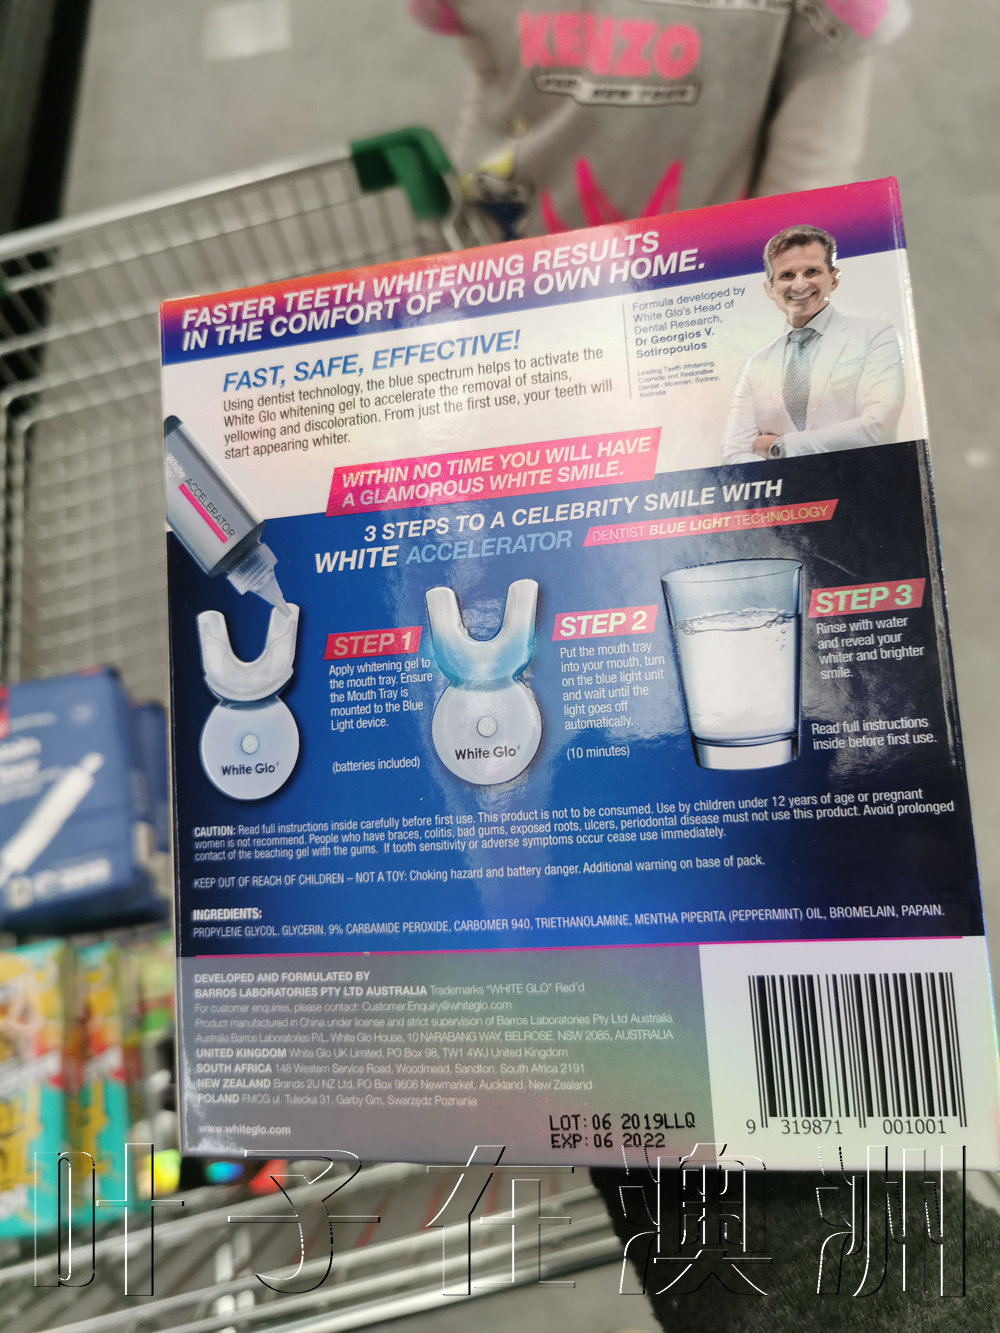 KENZO
FASTER TEETH WHITENING RESULTS
IN THE COMFORT OF YOUR OWN HOME.
FAST, SAFE, EFFECTIVE!
Using dentist technology, the blue spectrum helps to activate the
White Glo whitening gel to accelerate the removal of stains,
yellowing and discoloration. From just the first use, your teeth will
start appearing whiter.
Formula developed by
White Glo's Head of
Dental Research,
Dr Georgios V.
Sotiropoulos
Leading Teeth Whitening,
Cosmetic and Restorative
Dentist - Mosman, Sydney,
Australia
WITHIN NO TIME YOU WILL HAVE
A GLAMOROUS WHITE SMILE.
3 STEPS TO A CELEBRITY SMILE WITH
WHITE ACCELERATOR DENTIST BLUE LIGHT TECHNOLOGY
White
ACCELERATOR
STEP 1
Apply whitening gel to
the mouth tray. Ensure
the Mouth Tray is
mounted to the Blue
Light device.
(batteries included)
White Glo
STEP 2
Put the mouth tray
into your mouth, turn
on the blue light unit
and wait until the
light goes off
automatically.
(10 minutes)
White Glo
STEP 3
Rinse with water
and reveal your
whiter and brighter
smile.
Read full instructions
inside before first use.
CAUTION: Read full instructions inside carefully before first use. This product is not to be consumed. Use by children under 12 years of age or pregnant
women is not recommend. People who have braces, colitis, bad gums, exposed roots, ulcers, periodontal disease must not use this product. Avoid prolonged
contact of the beaching gel with the gums. If tooth sensitivity or adverse symptoms occur cease use immediately.
KEEP OUT OF REACH OF CHILDREN – NOT A TOY: Choking hazard and battery danger. Additional warning on base of pack.
INGREDIENTS:
PROPYLENE GLYCOL, GLYCERIN, 9% CARBAMIDE PEROXIDE, CARBOMER 940, TRIETHANOLAMINE, MENTHA PIPERITA (PEPPERMINT) OIL, BROMELAIN, PAPAIN.
DEVELOPED AND FORMULATED BY
BARROS LABORATORIES PTY LTD AUSTRALIA Trademarks "WHITE GLO" Red'd
For customer enquiries, please contact: Customer.Enquiry@whiteglo.com
Product manufactured in China under license and strict supervision of Barros Laboratories Pty Ltd Australia
Australia Barros Laboratories P/L. White Glo House, 10 NARABANG WAY, BELROSE, NSW 2085, AUSTRALIA
UNITED KINGDOM White Glo UK Limited, PO Box 98, TW1 4WJ United Kingdom
SOUTH AFRICA 148 Western Service Road, Woodmead, Sandton, South Africa 2191
NEW ZEALAND Brands 2U NZ Ltd, PO Box 9606 Newmarket, Auckland, New Zealand
POLAND FMCG ul. Tulecka 31, Garby Gm, Swarzędz Poznania
www.whiteglo.com
LOT: 06 2019LLQ
EXP: 06 2022
9 319871 001001
叶子在澳洲